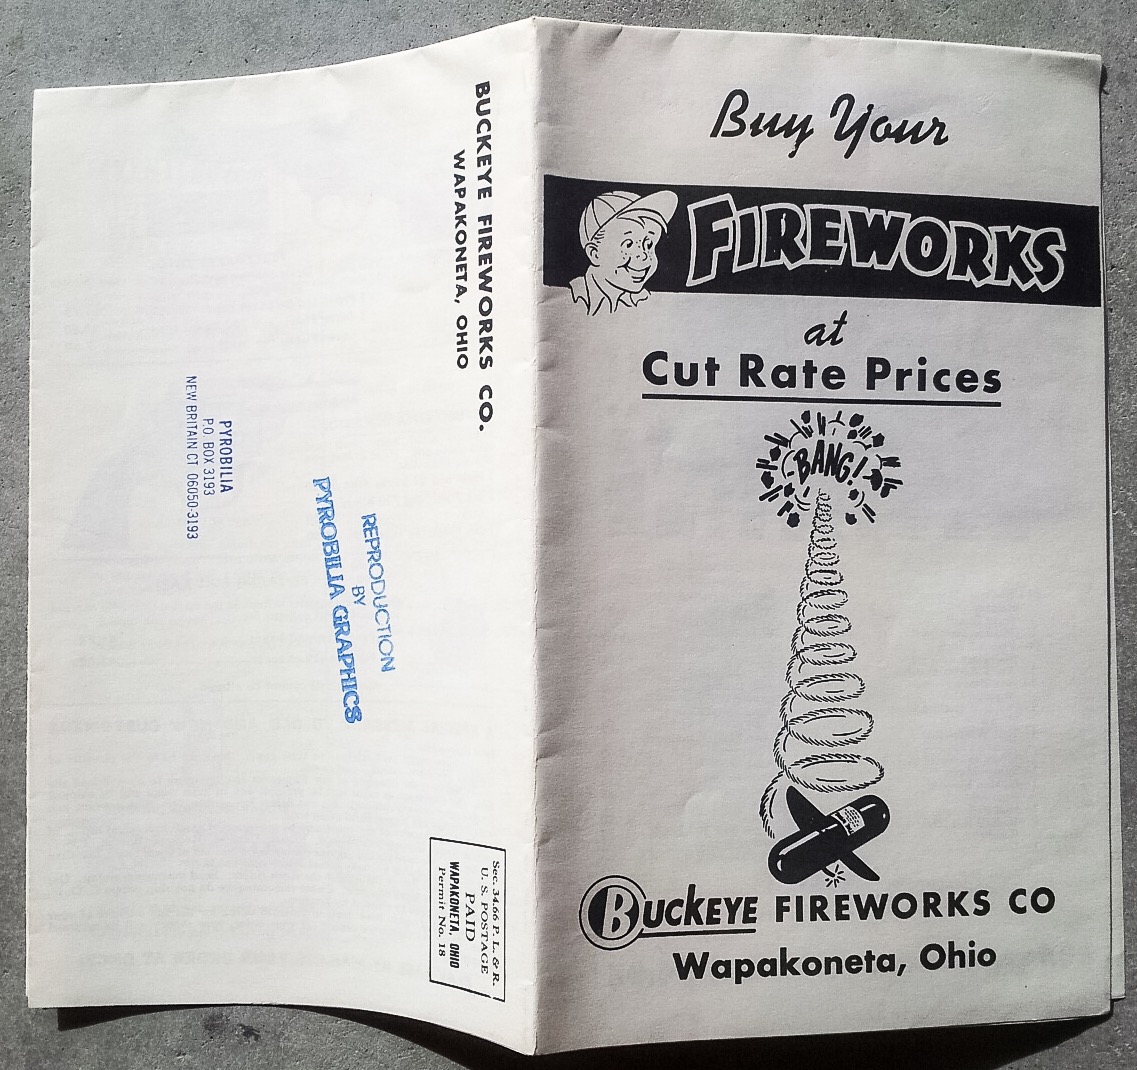 Buy Your
FIREWORKS
at
Cut Rate Prices
BANG!
BUCKEYE FIREWORKS CO
Wapakoneta, Ohio
BUCKEYE FIREWORKS CO.
WAPAKONETA, OHIO
PYROBILIA
P.O. BOX 3193
NEW BRITAIN CT 06050-3193
REPRODUCTION
BY
PYROBILIA GRAPHICS
Sec. 34.66 P. L. & R.
U. S. POSTAGE
PAID
WAPAKONETA, OHIO
Permit No. 18